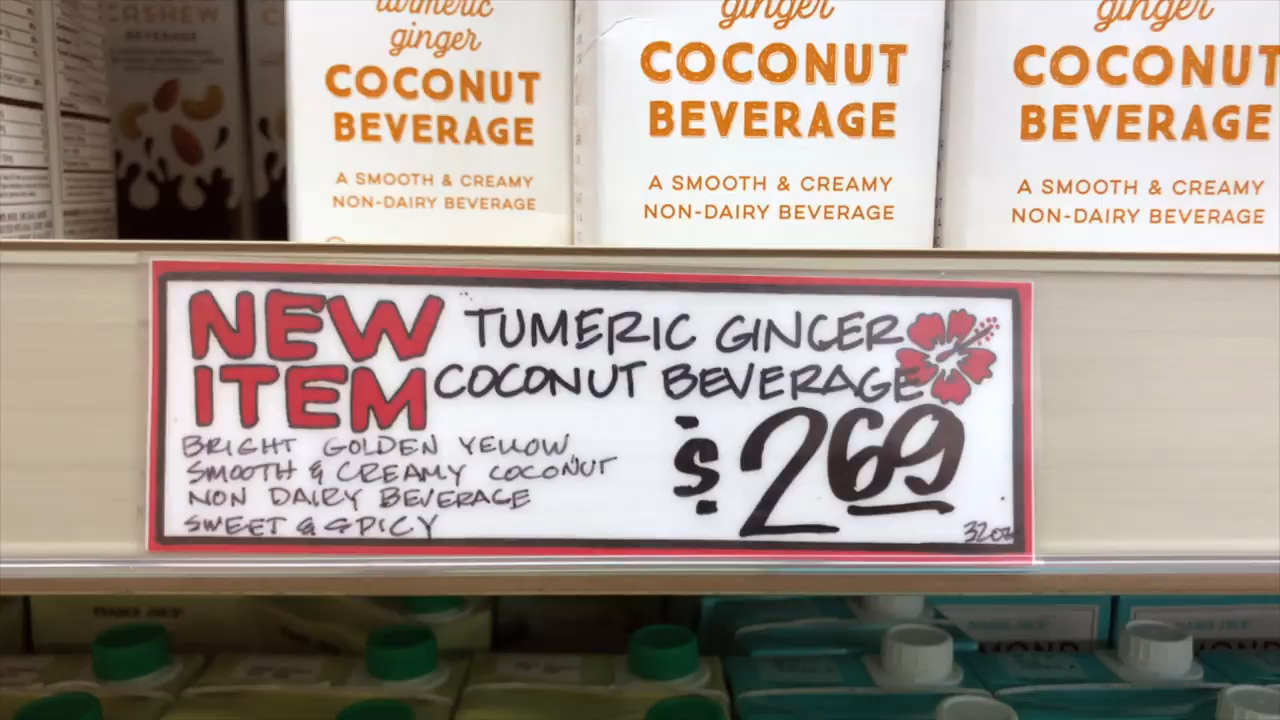 CASHEW
BEVERAGE
turmeric
ginger
COCONUT
BEVERAGE
A SMOOTH & CREAMY
NON-DAIRY BEVERAGE
ginger
COCONUT
BEVERAGE
A SMOOTH & CREAMY
NON-DAIRY BEVERAGE
ginger
COCONUT
BEVERAGE
A SMOOTH & CREAMY
NON-DAIRY BEVERAGE
NEW
ITEM
TUMERIC GINGER
COCONUT BEVERAGE
BRIGHT GOLDEN YELLOW
SMOOTH & CREAMY COCONUT
NON DAIRY BEVERAGE
SWEET & SPICY
$2.69
32oz